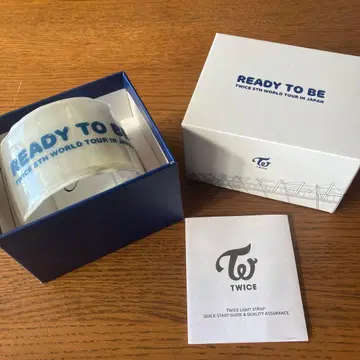 READY TO BE
TWICE 5TH WORLD TOUR IN JAPAN
READY TO BE
TWICE 5TH WORLD TOUR IN JAPAN
TWICE
TWICE
TWICE LIGHT STRAP
QUICK START GUIDE & QUALITY ASSURANCE